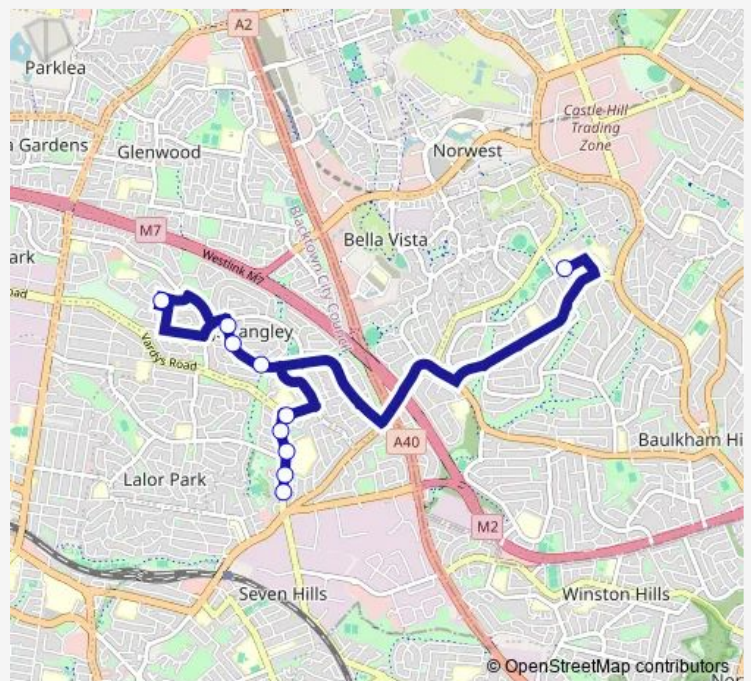 A2
Parklea
Castle Hill
Trading
Zone
a Gardens
Glenwood
Norwest
M7
Blacktown City Council
Bella Vista
Westlink M7
ark
oad
angley
Vardys Road
A40
Baulkham Hi
Lalor Park
M2
Seven Hills
Winston Hills
© OpenStreetMap contributors
Nor